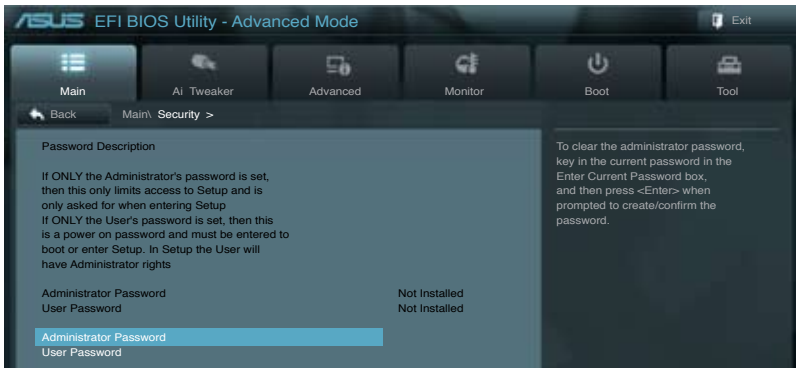 ASUS EFI BIOS Utility - Advanced Mode
Exit
Main
Ai Tweaker
Advanced
Monitor
Boot
Tool
Back
Main\ Security >
Password Description
If ONLY the Administrator's password is set,
then this only limits access to Setup and is
only asked for when entering Setup
If ONLY the User's password is set, then this
is a power on password and must be entered to
boot or enter Setup. In Setup the User will
have Administrator rights
Administrator Password Not Installed
User Password Not Installed
Administrator Password
User Password
To clear the administrator password,
key in the current password in the
Enter Current Password box,
and then press <Enter> when
prompted to create/confirm the
password.